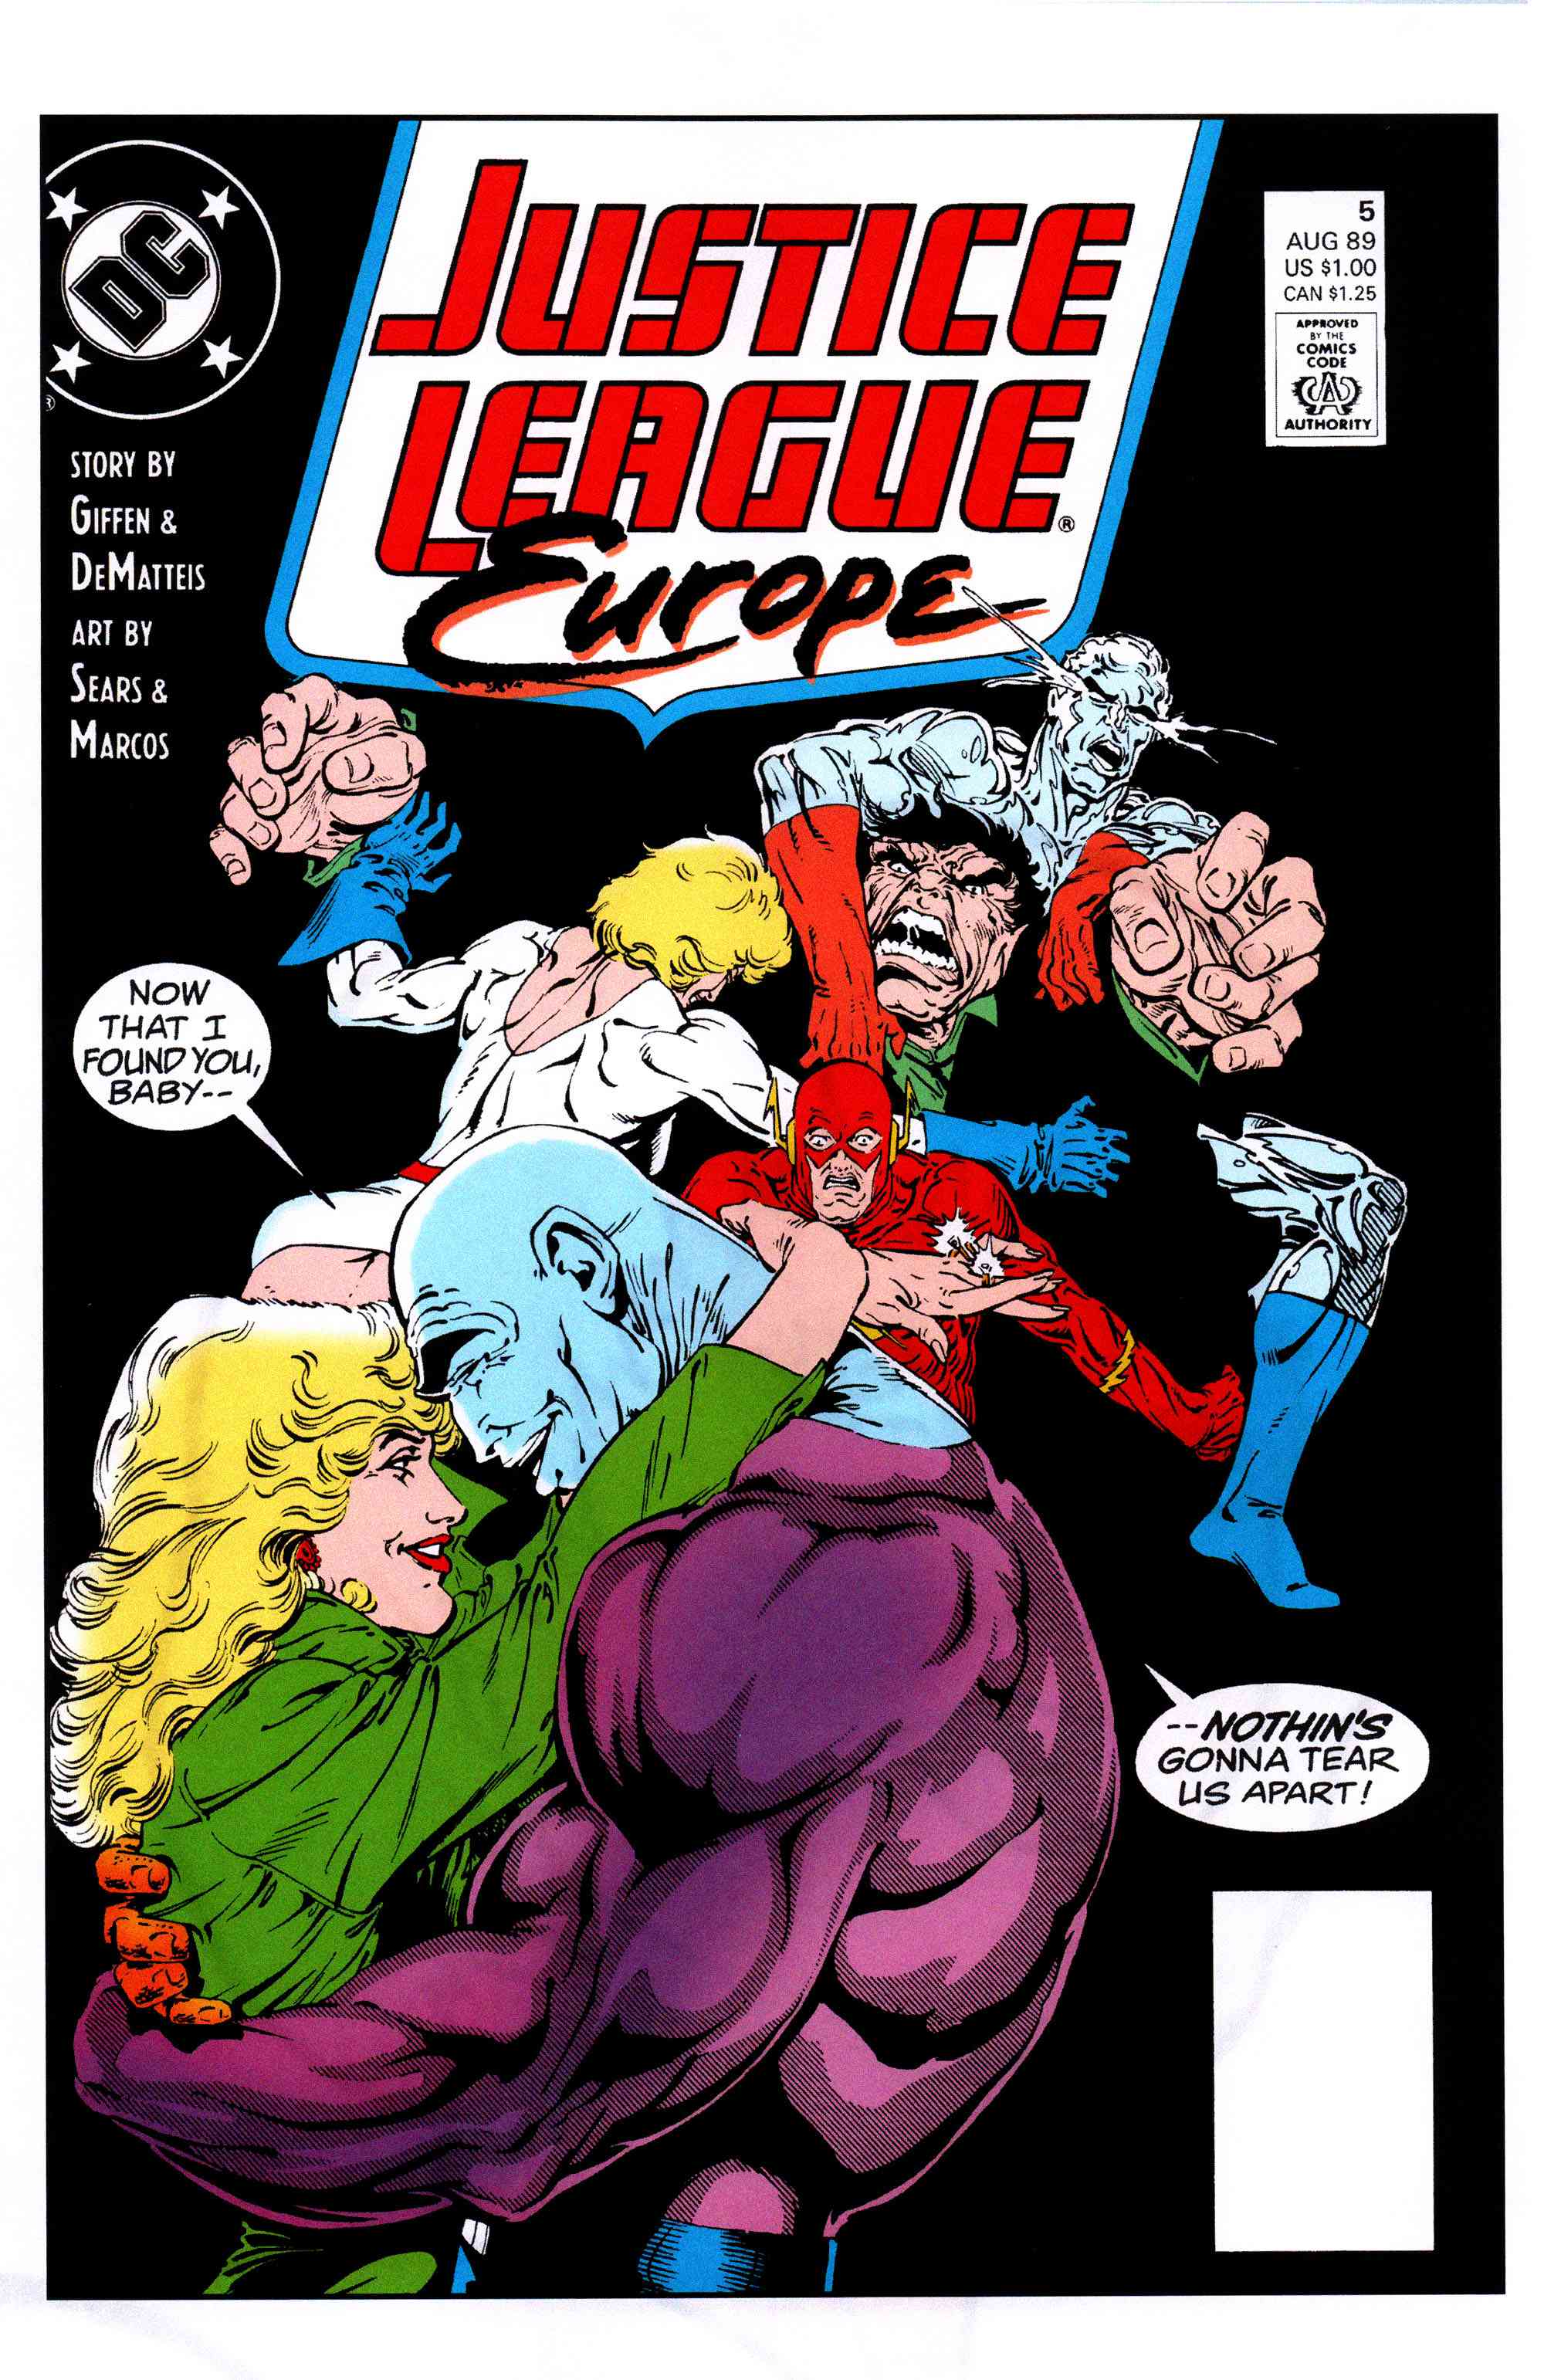 DC
®
JUSTICE
LEAGUE®
Europe
5
AUG 89
US $1.00
CAN $1.25
APPROVED
BY THE
COMICS
CODE
CA
AUTHORITY
STORY BY
GIFFEN &
DEMATTEIS
ART BY
SEARS &
MARCOS
NOW
THAT I
FOUND YOU,
BABY--
--NOTHIN'S
GONNA TEAR
US APART!